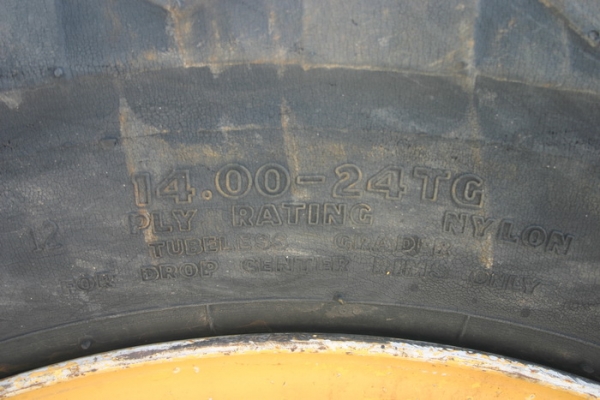 14.00-24TG
12 PLY RATING NYLON
TUBELESS GRADER
FOR DROP CENTER RIMS ONLY